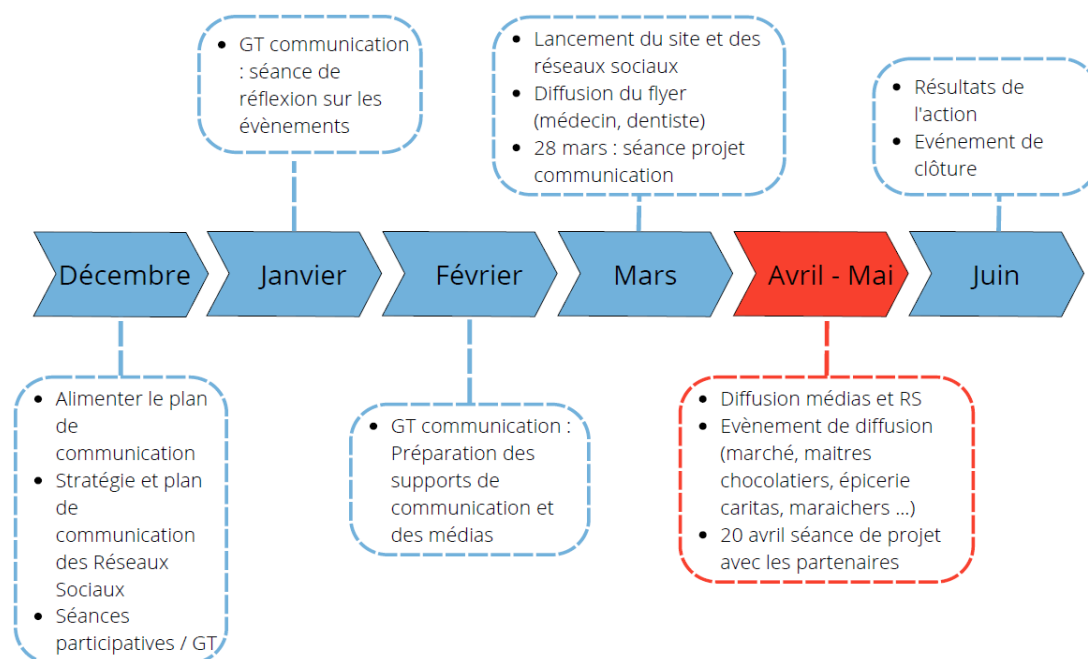 • GT communication
: séance de
réflexion sur les
évènements
• Lancement du site et des
réseaux sociaux
• Diffusion du flyer
(médecin, dentiste)
• 28 mars : séance projet
communication
• Résultats de
l'action
• Evénement de
clôture
Décembre
Janvier
Février
Mars
Avril - Mai
Juin
• Alimenter le plan
de
communication
• Stratégie et plan
de
communication
des Réseaux
Sociaux
• Séances
participatives / GT
• GT communication :
Préparation des
supports de
communication et
des médias
• Diffusion médias et RS
• Evènement de diffusion
(marché, maitres
chocolatiers, épicerie
caritas, maraichers ...)
• 20 avril séance de projet
avec les partenaires